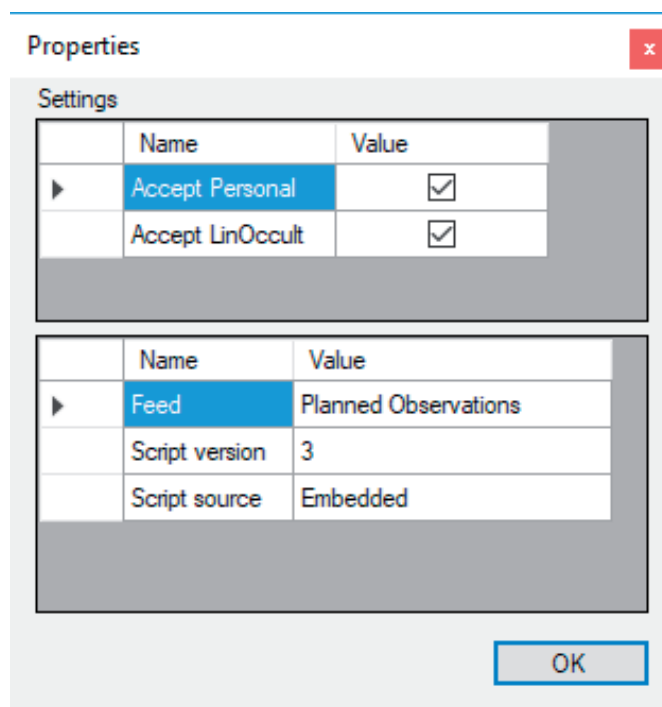 Properties
x
Settings
Name Value
Accept Personal
Accept LinOccult
Name Value
Feed Planned Observations
Script version 3
Script source Embedded
OK